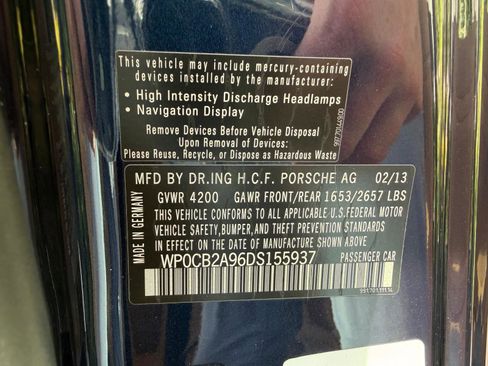 This vehicle may include mercury-containing
devices installed by the manufacturer:
• High Intensity Discharge Headlamps
• Navigation Display
Remove Devices Before Vehicle Disposal
Upon Removal of Devices:
Please Reuse, Recycle, or Dispose as Hazardous Waste
MFD BY DR.ING H.C.F. PORSCHE AG 02/13
GVWR 4200 GAWR FRONT/REAR 1653/2657 LBS
THIS VEHICLE CONFORMS TO ALL APPLICABLE U.S.FEDERAL MOTOR
VEHICLE SAFETY,BUMPER, AND THEFT PREVENTION STANDARDS
IN EFFECT ON THE DATE OF MANUFACTURE SHOWN ABOVE.
WP0CB2A96DS155937 PASSENGER CAR
MADE IN GERMANY